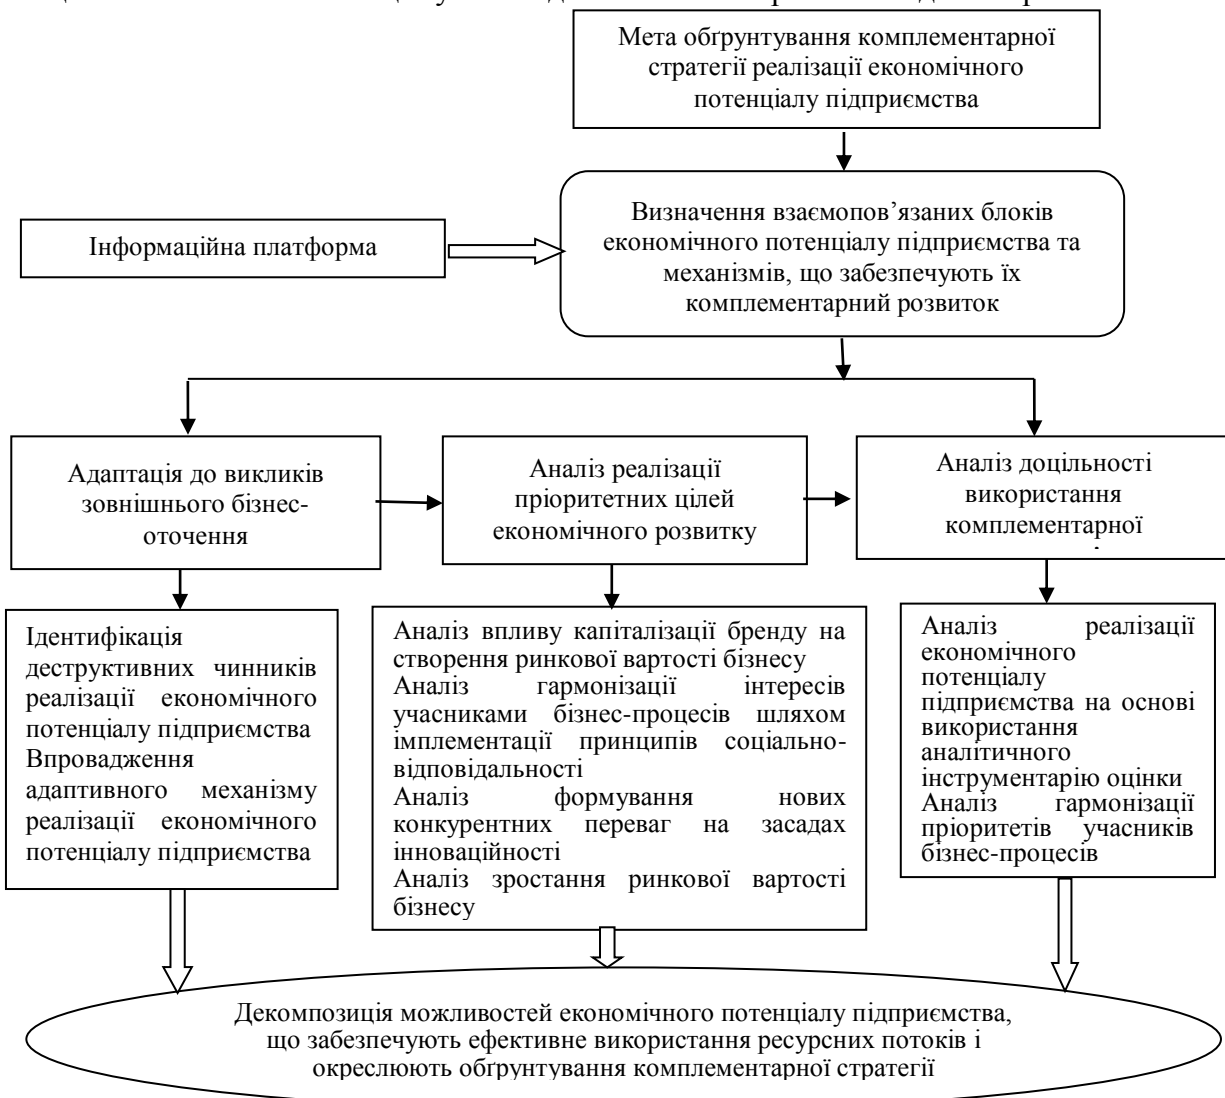 Мета обґрунтування комплементарної
стратегії реалізації економічного
потенціалу підприємства
Визначення взаємопов’язаних блоків
економічного потенціалу підприємства та
механізмів, що забезпечують їх
комплементарний розвиток
Інформаційна платформа
Адаптація до викликів
зовнішнього бізнес-
оточення
Аналіз реалізації
пріоритетних цілей
економічного розвитку
Аналіз доцільності
використання
комплементарної
Ідентифікація
деструктивних чинників
реалізації економічного
потенціалу підприємства
Впровадження
адаптивного механізму
реалізації економічного
потенціалу підприємства
Аналіз впливу капіталізації бренду на
створення ринкової вартості бізнесу
Аналіз гармонізації інтересів
учасниками бізнес-процесів шляхом
імплементації принципів соціально-
відповідальності
Аналіз формування нових
конкурентних переваг на засадах
інноваційності
Аналіз зростання ринкової вартості
бізнесу
Аналіз реалізації
економічного
потенціалу
підприємства на основі
використання
аналітичного
інструментарію оцінки
Аналіз гармонізації
пріоритетів учасників
бізнес-процесів
Декомпозиція можливостей економічного потенціалу підприємства,
що забезпечують ефективне використання ресурсних потоків і
окреслюють обґрунтування комплементарної стратегії